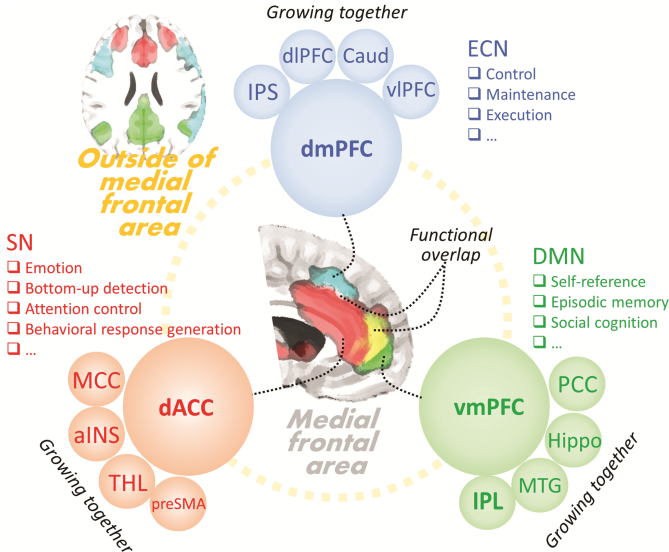 Growing together
dlPFC
Caud
IPS
vlPFC
dmPFC
ECN
❑ Control
❑ Maintenance
❑ Execution
❑ ...
Outside of
medial
frontal
area
SN
❑ Emotion
❑ Bottom-up detection
❑ Attention control
❑ Behavioral response generation
❑ ...
Functional
overlap
DMN
❑ Self-reference
❑ Episodic memory
❑ Social cognition
❑ ...
MCC
aINS
THL
preSMA
dACC
Growing together
Medial
frontal
area
vmPFC
PCC
Hippo
MTG
IPL
Growing together